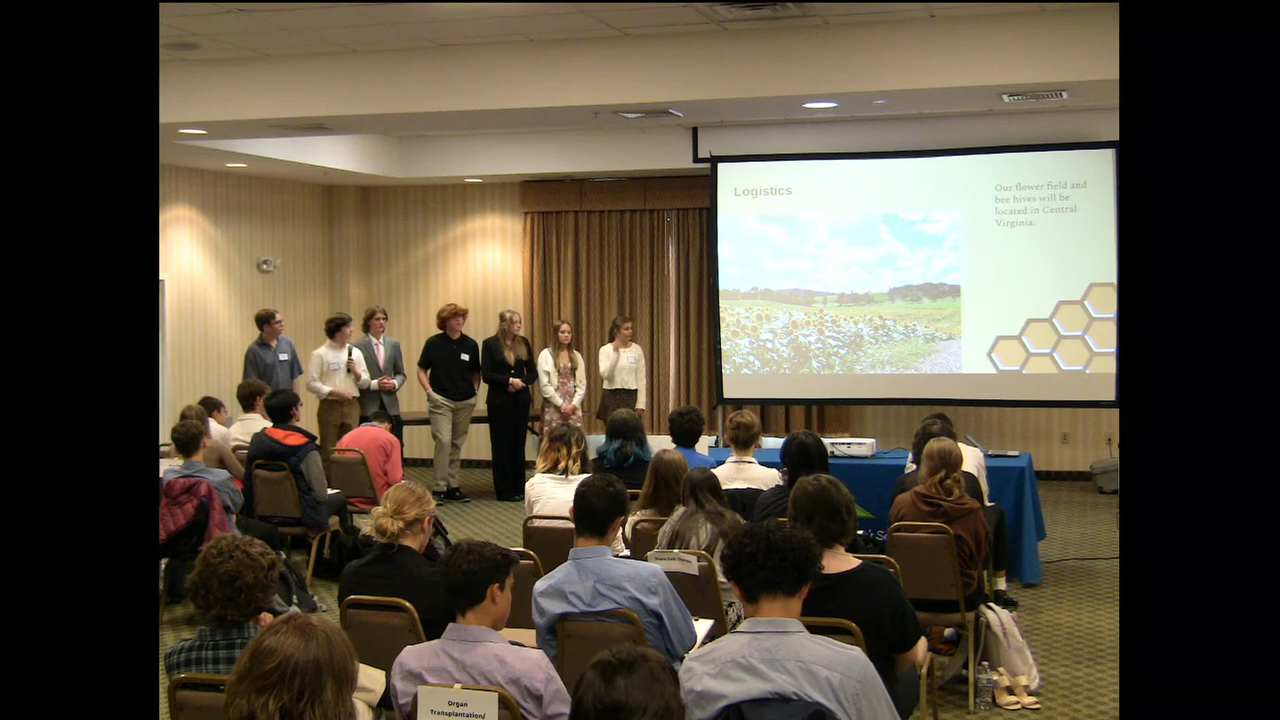 Logistics
Our flower field and
bee hives will be
located in Central
Virginia.
Organ
Transplantation/